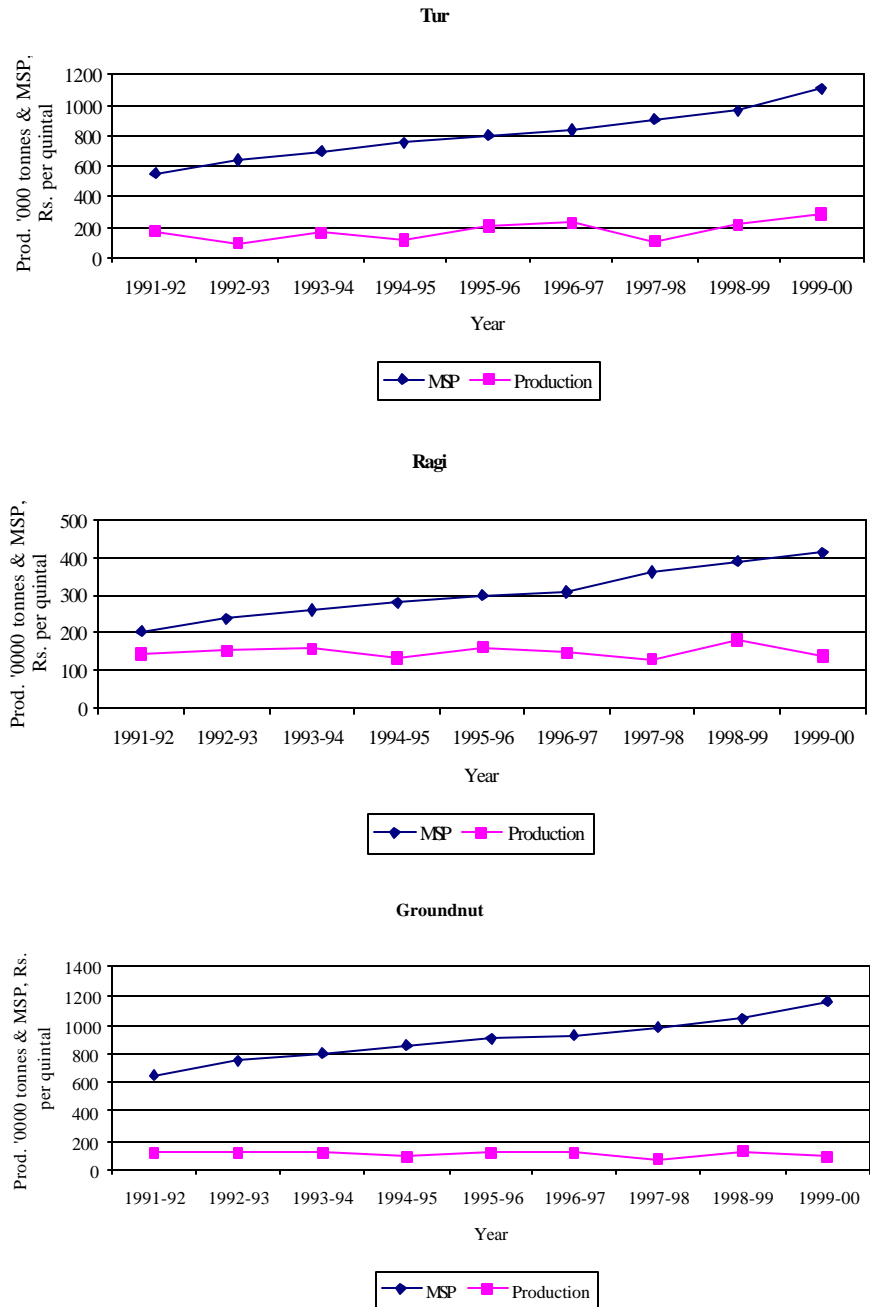 Tur
Prod. '000 tonnes & MSP,
Rs. per quintal
1200
1000
800
600
400
200
0
1991-92 1992-93 1993-94 1994-95 1995-96 1996-97 1997-98 1998-99 1999-00
Year
MSP Production
Ragi
Prod. '0000 tonnes & MSP,
Rs. per quintal
500
400
300
200
100
0
1991-92 1992-93 1993-94 1994-95 1995-96 1996-97 1997-98 1998-99 1999-00
Year
MSP Production
Groundnut
Prod. '0000 tonnes & MSP, Rs.
per quintal
1400
1200
1000
800
600
400
200
0
1991-92 1992-93 1993-94 1994-95 1995-96 1996-97 1997-98 1998-99 1999-00
Year
MSP Production